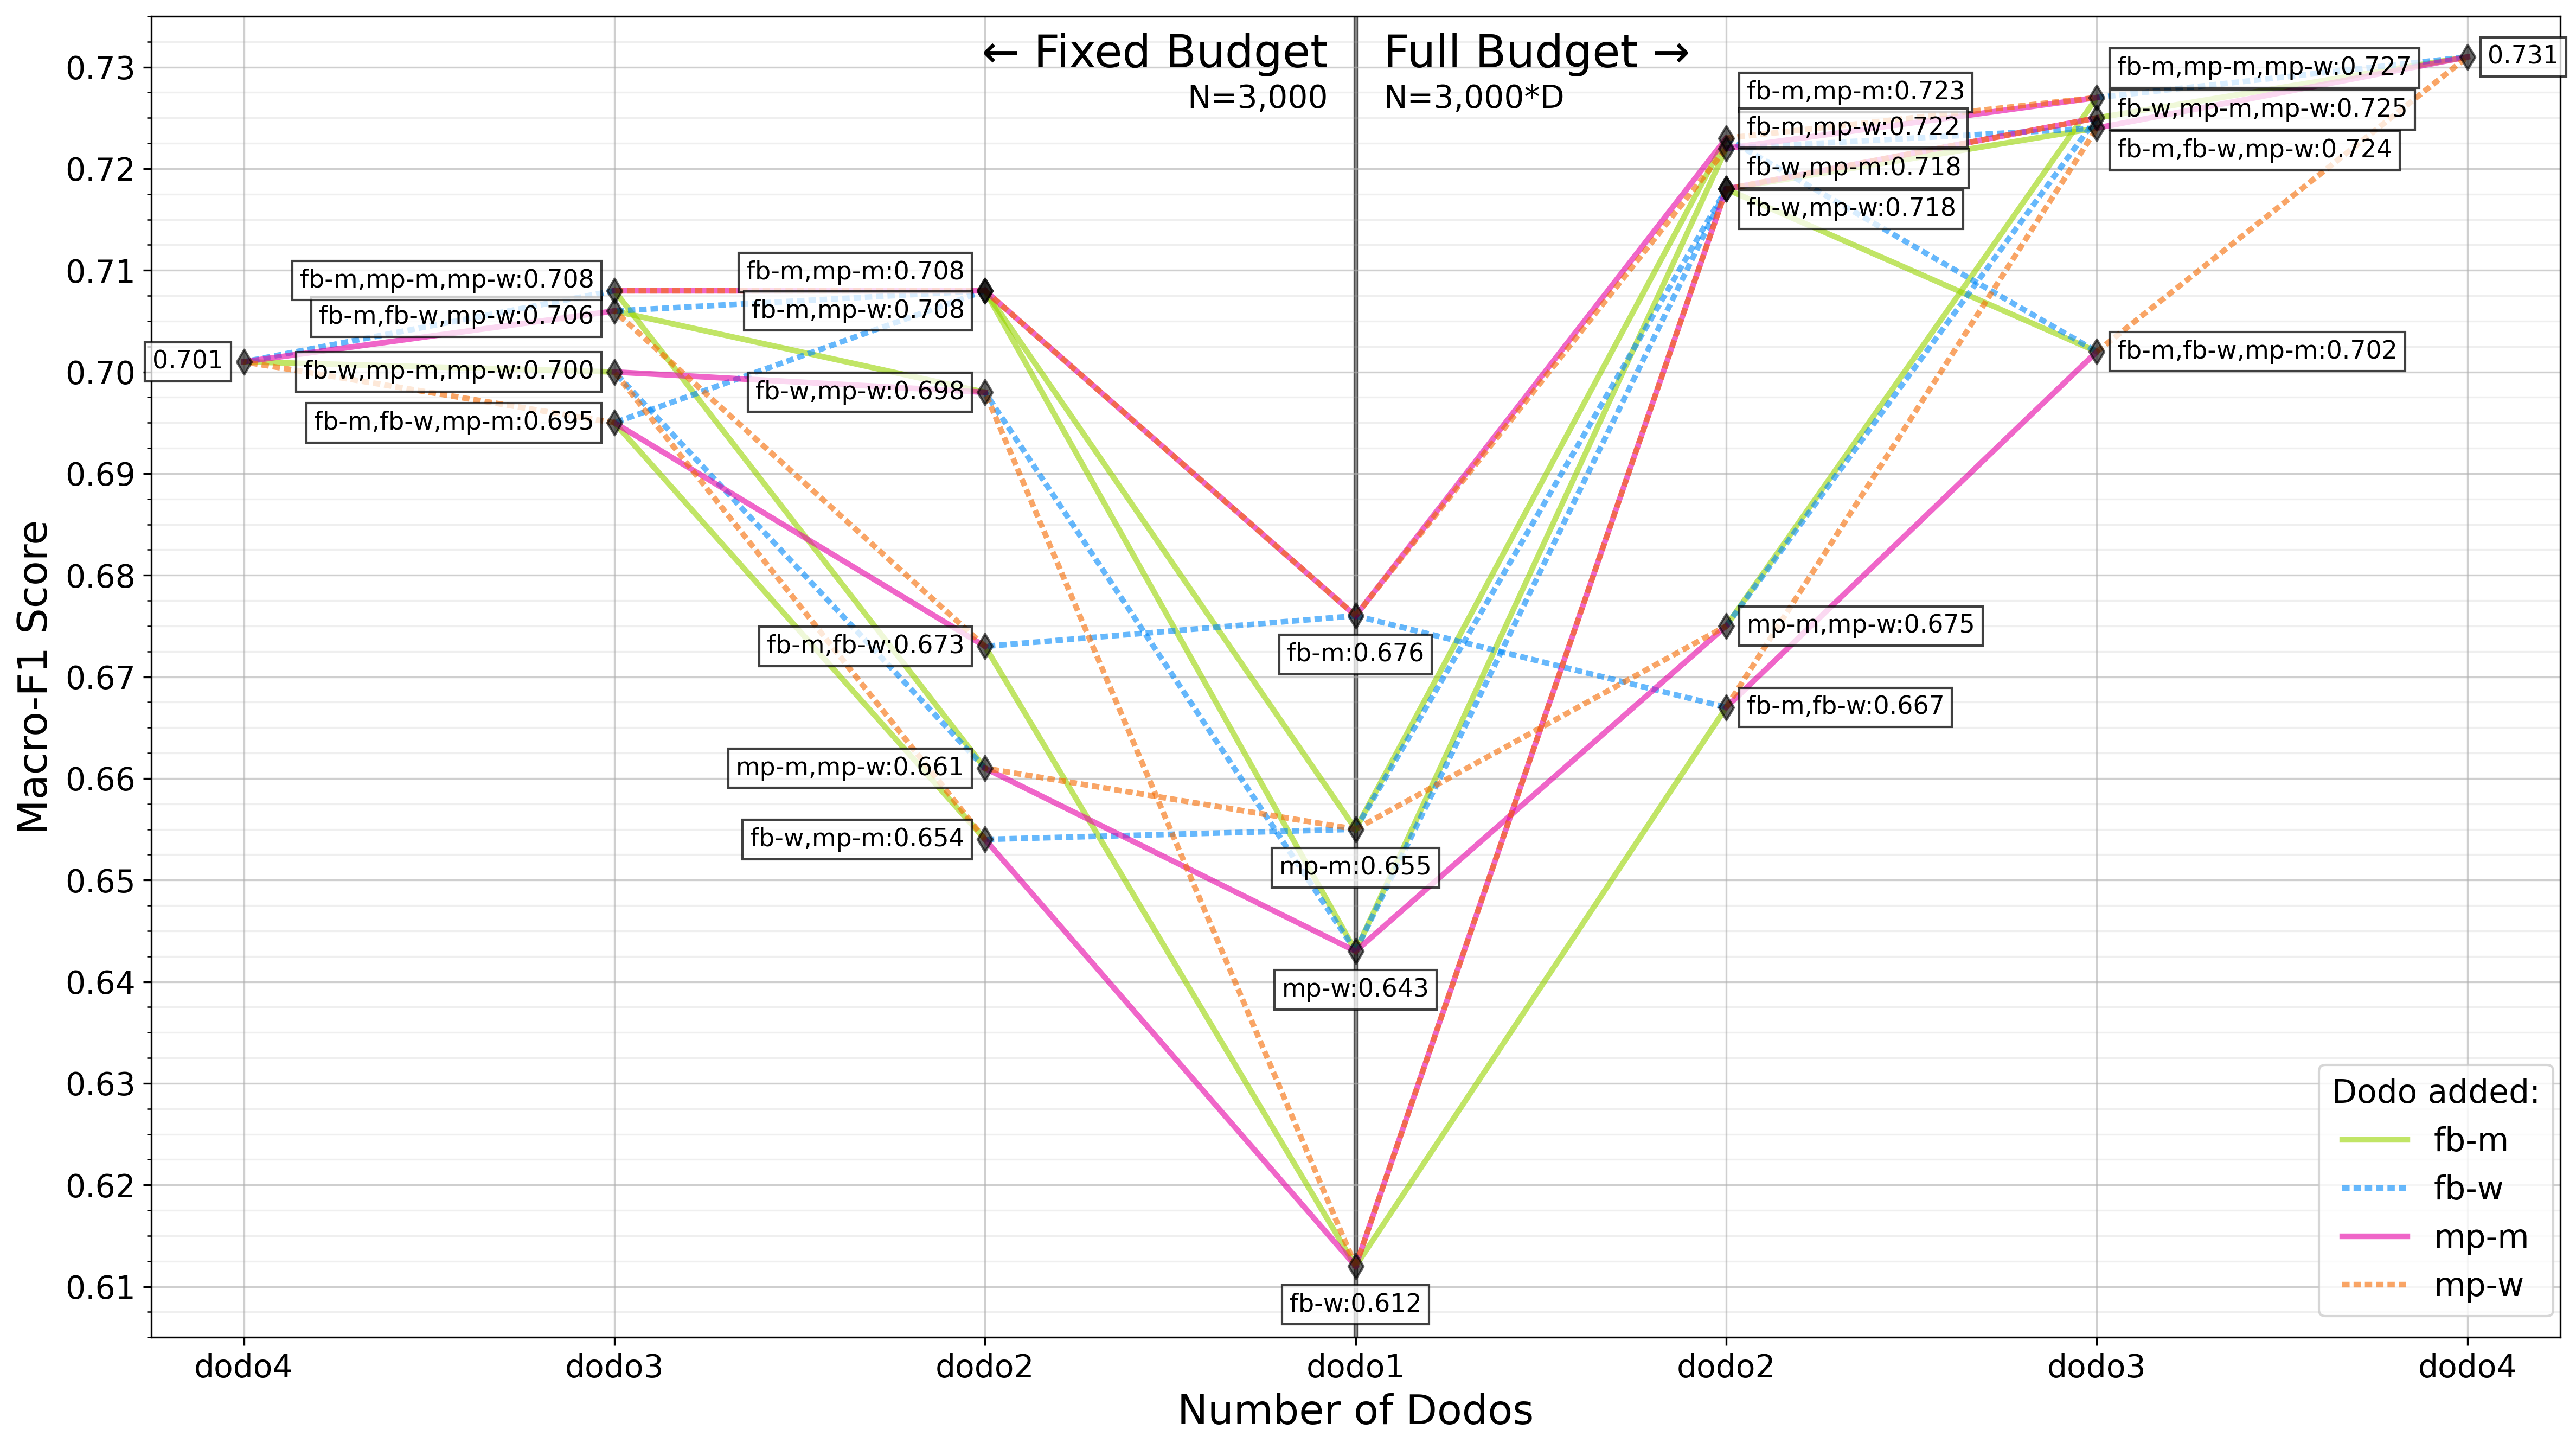 ← Fixed Budget
N=3,000
Full Budget →
N=3,000*D
Macro-F1 Score
0.73
0.72
0.71
0.70
0.69
0.68
0.67
0.66
0.65
0.64
0.63
0.62
0.61
0.701
fb-m,mp-m,mp-w:0.708
fb-m,fb-w,mp-w:0.706
fb-w,mp-m,mp-w:0.700
fb-m,fb-w,mp-m:0.695
fb-m,mp-m:0.708
fb-m,mp-w:0.708
fb-w,mp-w:0.698
fb-m,fb-w:0.673
mp-m,mp-w:0.661
fb-w,mp-m:0.654
fb-m:0.676
mp-m:0.655
mp-w:0.643
fb-w:0.612
fb-m,mp-m:0.723
fb-m,mp-w:0.722
fb-w,mp-m:0.718
fb-w,mp-w:0.718
mp-m,mp-w:0.675
fb-m,fb-w:0.667
fb-m,mp-m,mp-w:0.727
fb-w,mp-m,mp-w:0.725
fb-m,fb-w,mp-w:0.724
fb-m,fb-w,mp-m:0.702
0.731
Dodo added:
fb-m
fb-w
mp-m
mp-w
dodo4
dodo3
dodo2
dodo1
dodo2
dodo3
dodo4
Number of Dodos